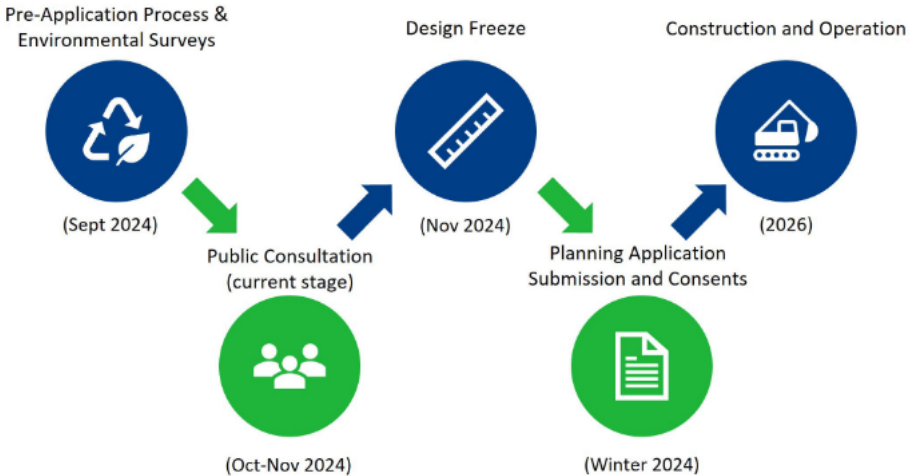 Pre-Application Process &
Environmental Surveys
(Sept 2024)
Public Consultation
(current stage)
(Oct-Nov 2024)
Design Freeze
(Nov 2024)
Planning Application
Submission and Consents
(Winter 2024)
Construction and Operation
(2026)